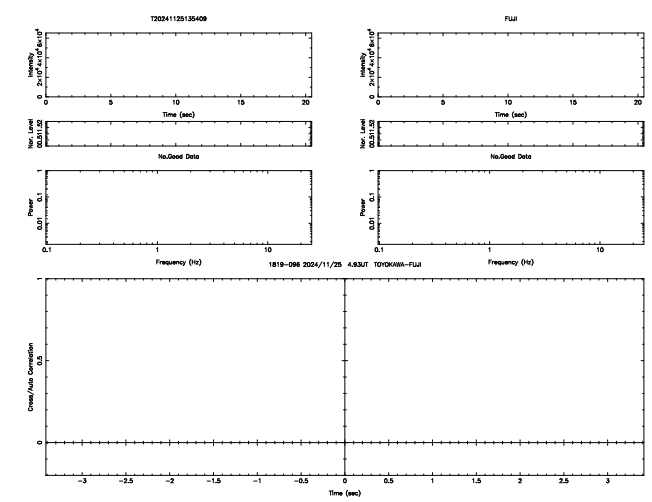 T20241125135409 FUJI
Intensity 0 2×10⁴ 4×10⁴ 6×10⁴ Intensity 0 2×10⁴ 4×10⁴ 6×10⁴
0 5 10 15 20 0 5 10 15 20
Time (sec) Time (sec)
Nor. Level 00.511.52 Nor. Level 00.511.52
No.Good Data No.Good Data
Power 0.01 0.1 1 Power 0.01 0.1 1
0.1 1 10 0.1 1 10
Frequency (Hz) Frequency (Hz)
1819-096 2024/11/25 4.93UT TOYOKAWA-FUJI
Cross/Auto Correlation 0 0.5 1
-3 -2.5 -2 -1.5 -1 -0.5 0 0.5 1 1.5 2 2.5 3
Time (sec)